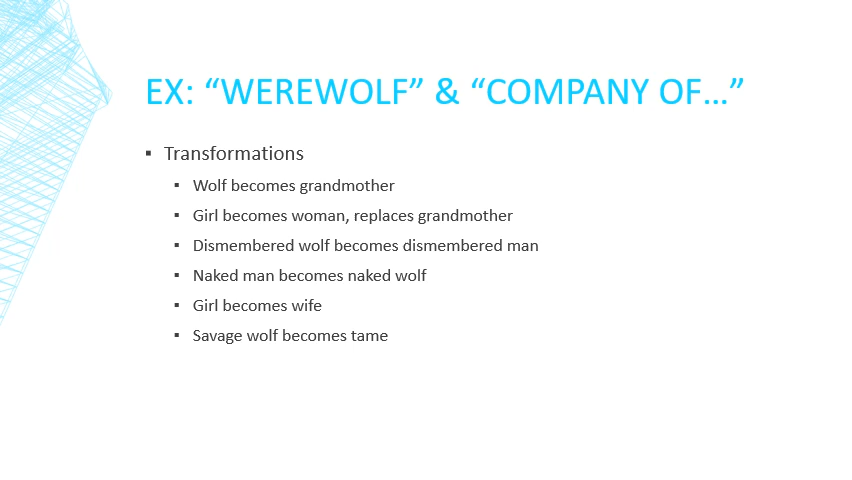 EX: “WEREWOLF” & “COMPANY OF…”
▪ Transformations
▪ Wolf becomes grandmother
▪ Girl becomes woman, replaces grandmother
▪ Dismembered wolf becomes dismembered man
▪ Naked man becomes naked wolf
▪ Girl becomes wife
▪ Savage wolf becomes tame